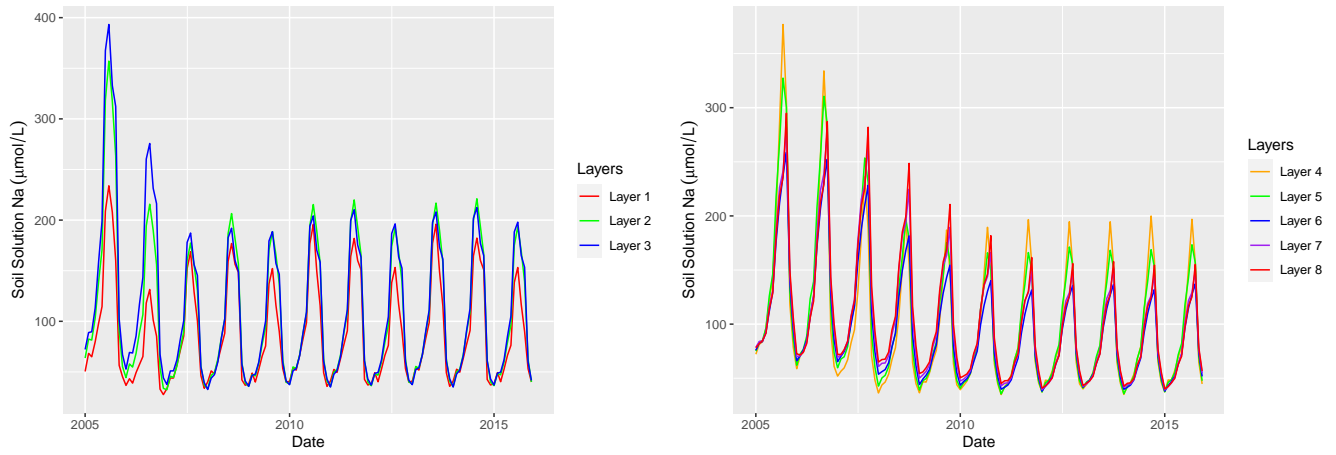 Soil Solution Na (μmol/L)
400
300
200
100
2005
2010
2015
Date
Layers
Layer 1
Layer 2
Layer 3
Soil Solution Na (μmol/L)
300
200
100
2005
2010
2015
Date
Layers
Layer 4
Layer 5
Layer 6
Layer 7
Layer 8